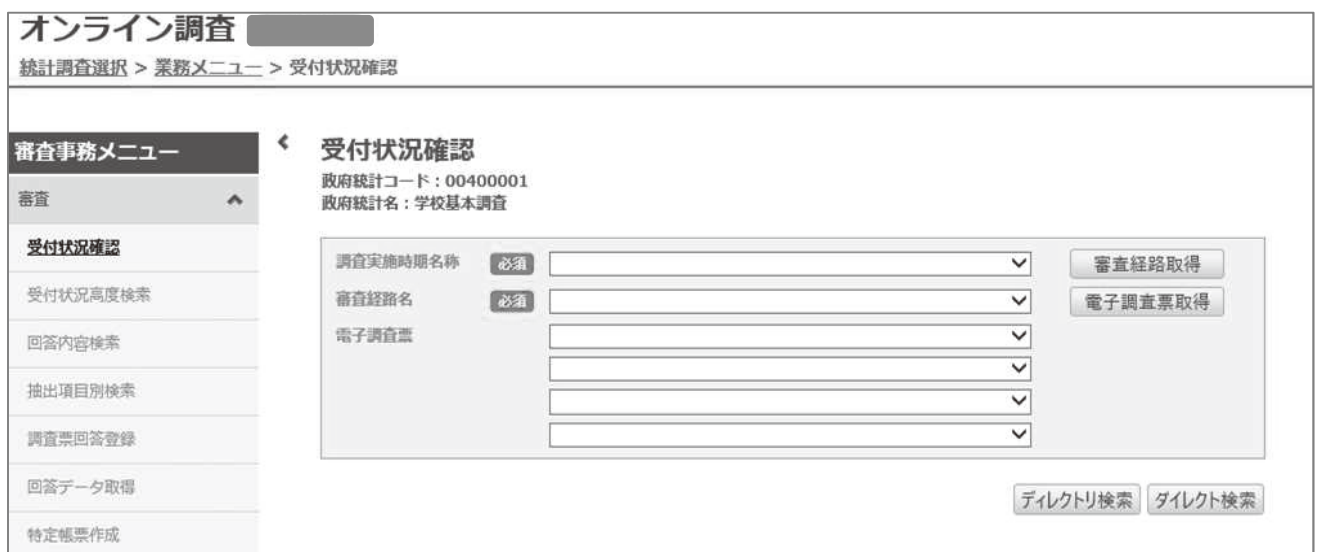 オンライン調査
統計調査選択 > 業務メニュー > 受付状況確認
審査事務メニュー
審査
受付状況確認
受付状況高度検索
回答内容検索
抽出項目別検索
調査票回答登録
回答データ取得
特定帳票作成
受付状況確認
政府統計コード：00400001
政府統計名：学校基本調査
調査実施時期名称 必須 審査経路取得
審査経路名 必須 電子調査票取得
電子調査票
ディレクトリ検索 ダイレクト検索